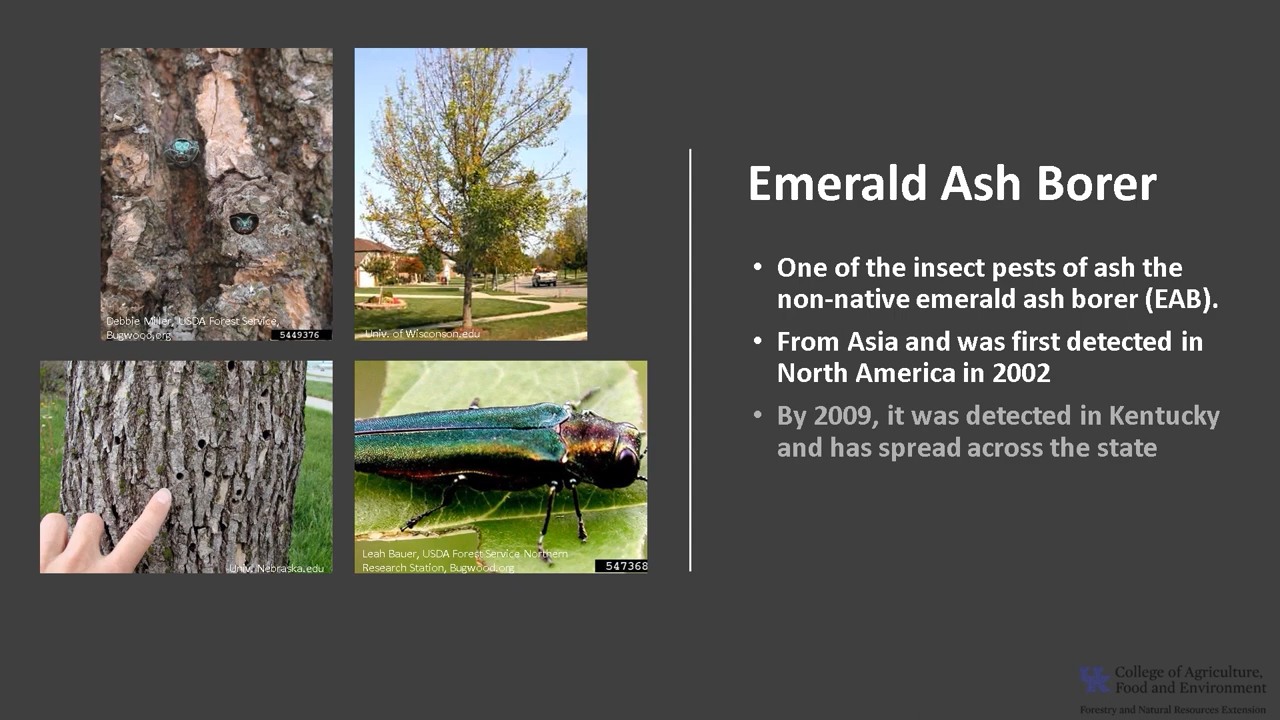 Debbie Miller, USDA Forest Service,
Bugwood.org
5449376
Univ. of Wisconson.edu
Univ. Nebraska.edu
Leah Bauer, USDA Forest Service Northern
Research Station, Bugwood.org
547368
Emerald Ash Borer
• One of the insect pests of ash the
non-native emerald ash borer (EAB).
• From Asia and was first detected in
North America in 2002
• By 2009, it was detected in Kentucky
and has spread across the state
UK
College of Agriculture,
Food and Environment
Forestry and Natural Resources Extension